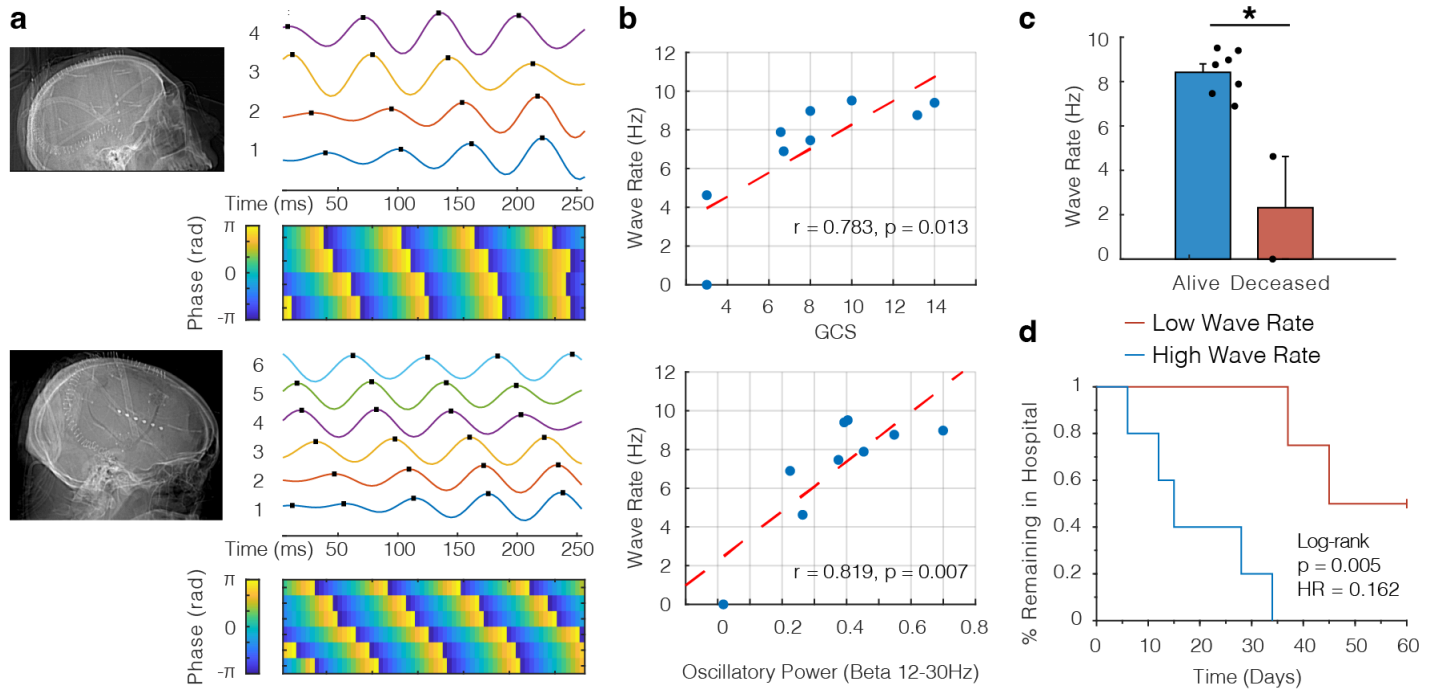 a
4
3
2
1
Time (ms) 50 100 150 200 250
Phase (rad)
π
0
-π
6
5
4
3
2
1
Time (ms) 50 100 150 200 250
Phase (rad)
π
0
-π
b
12
10
8
6
4
2
0
Wave Rate (Hz)
r = 0.783, p = 0.013
4 6 8 10 12 14
GCS
12
10
8
6
4
2
0
Wave Rate (Hz)
r = 0.819, p = 0.007
0 0.2 0.4 0.6 0.8
Oscillatory Power (Beta 12-30Hz)
c
*
10
8
6
4
2
0
Wave Rate (Hz)
Alive Deceased
d
Low Wave Rate
High Wave Rate
1
0.8
0.6
0.4
0.2
0
% Remaining in Hospital
Log-rank
p = 0.005
HR = 0.162
0 10 20 30 40 50 60
Time (Days)